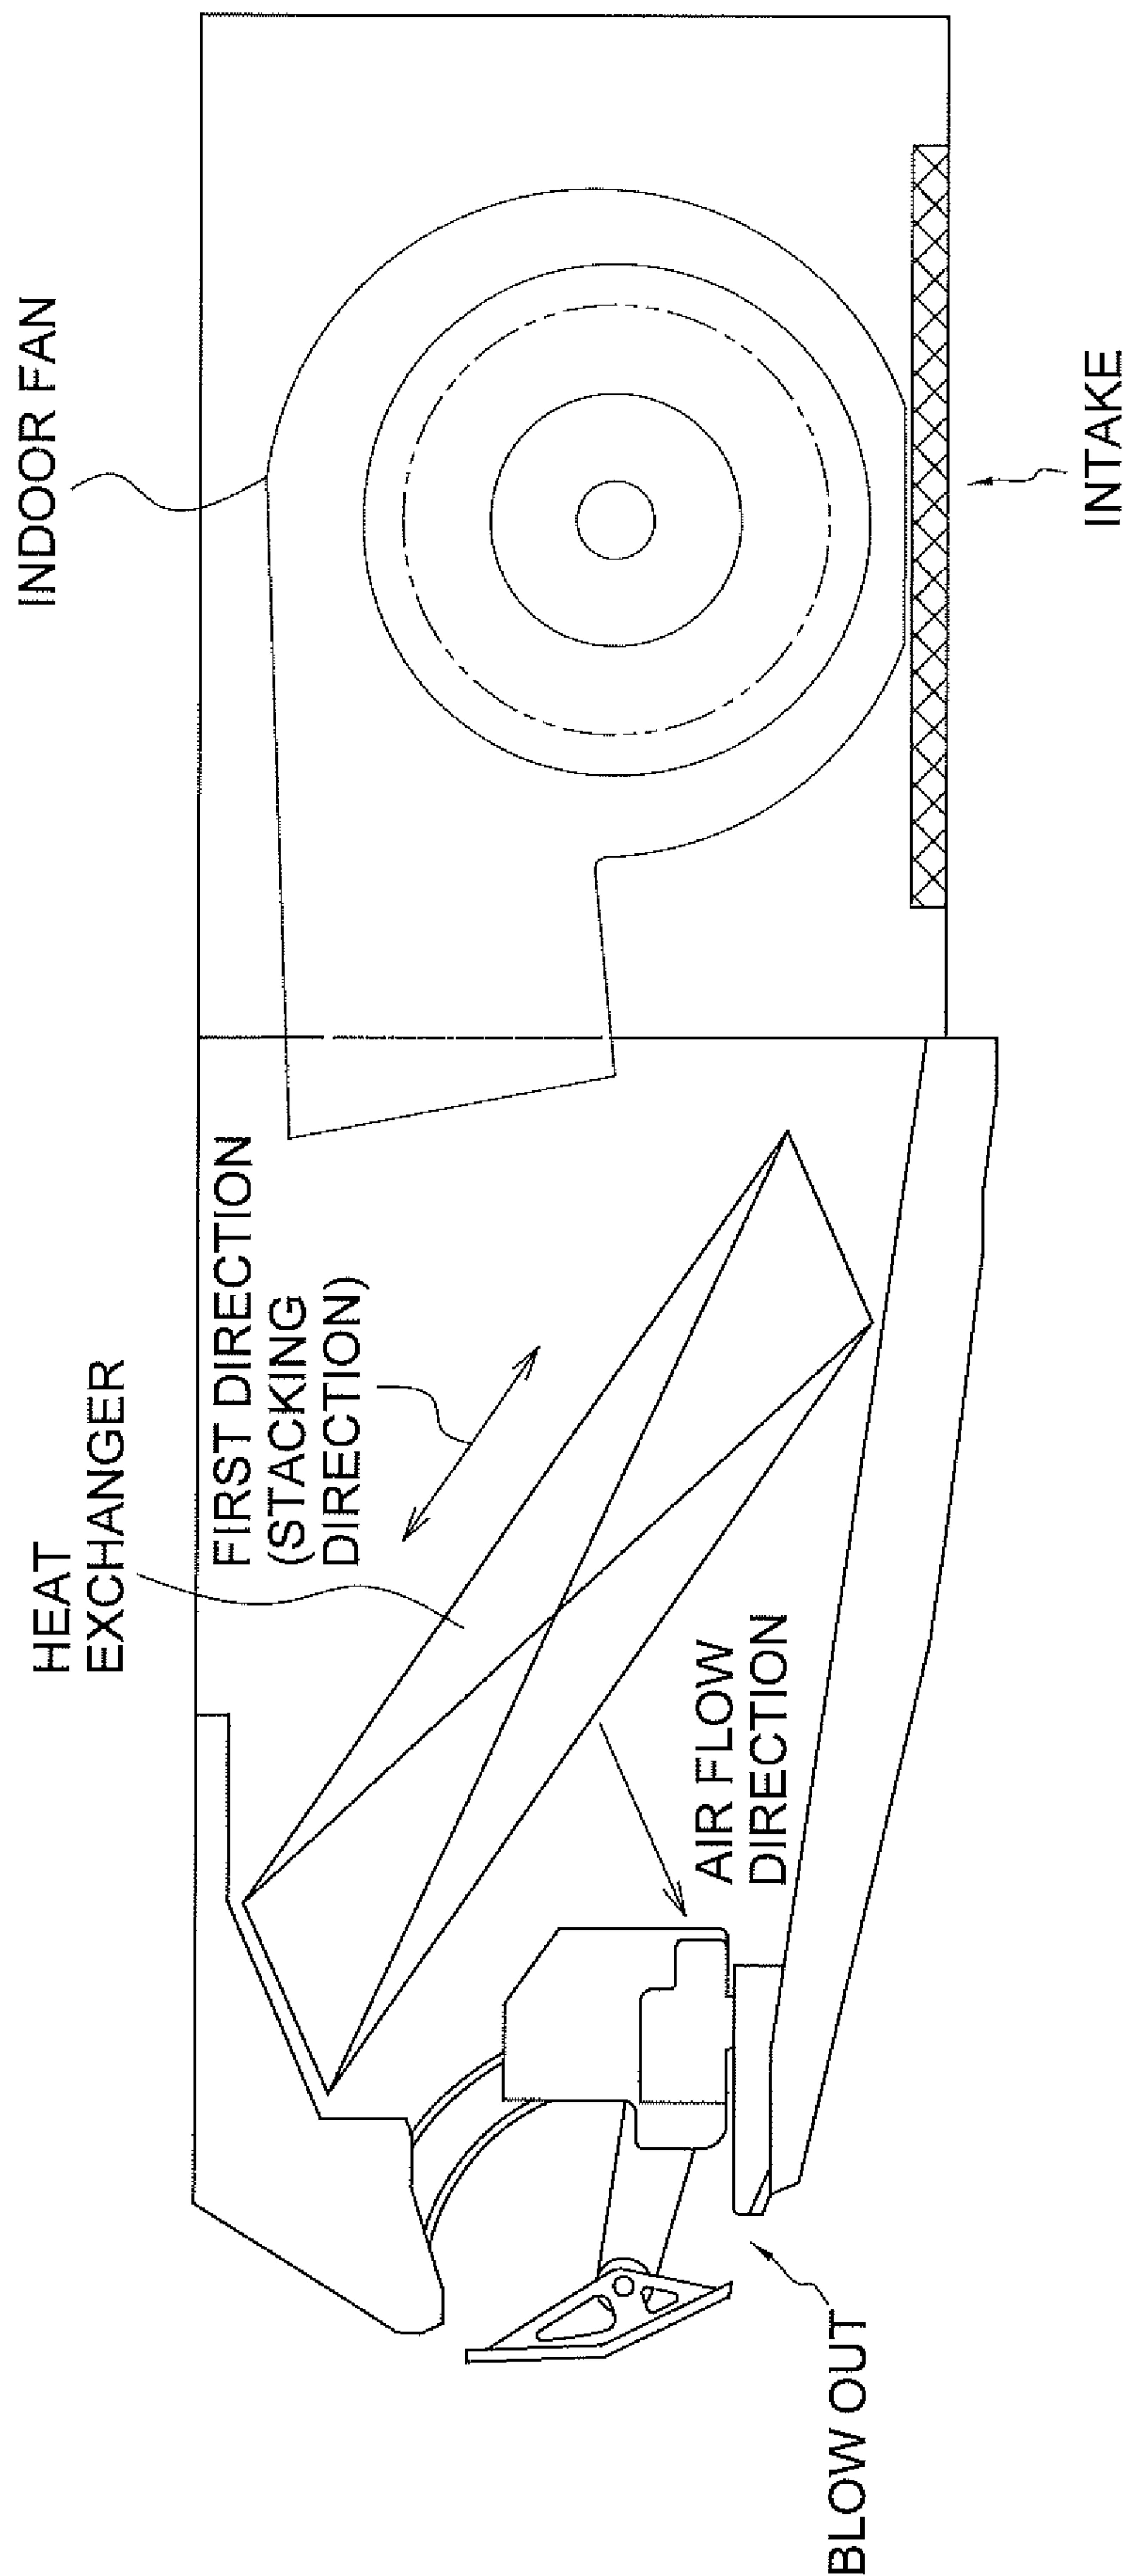 INDOOR FAN
INTAKE
FIRST DIRECTION
(STACKING
DIRECTION)
HEAT
EXCHANGER
AIR FLOW
DIRECTION
BLOW OUT